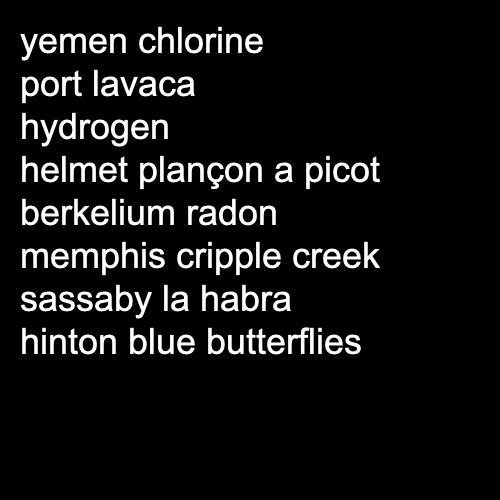 yemen chlorine
port lavaca
hydrogen
helmet plançon a picot
berkelium radon
memphis cripple creek
sassaby la habra
hinton blue butterflies